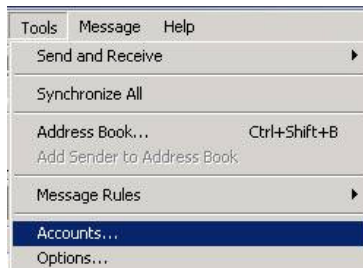 Tools Message Help
Send and Receive
Synchronize All
Address Book... Ctrl+Shift+B
Add Sender to Address Book
Message Rules
Accounts...
Options...